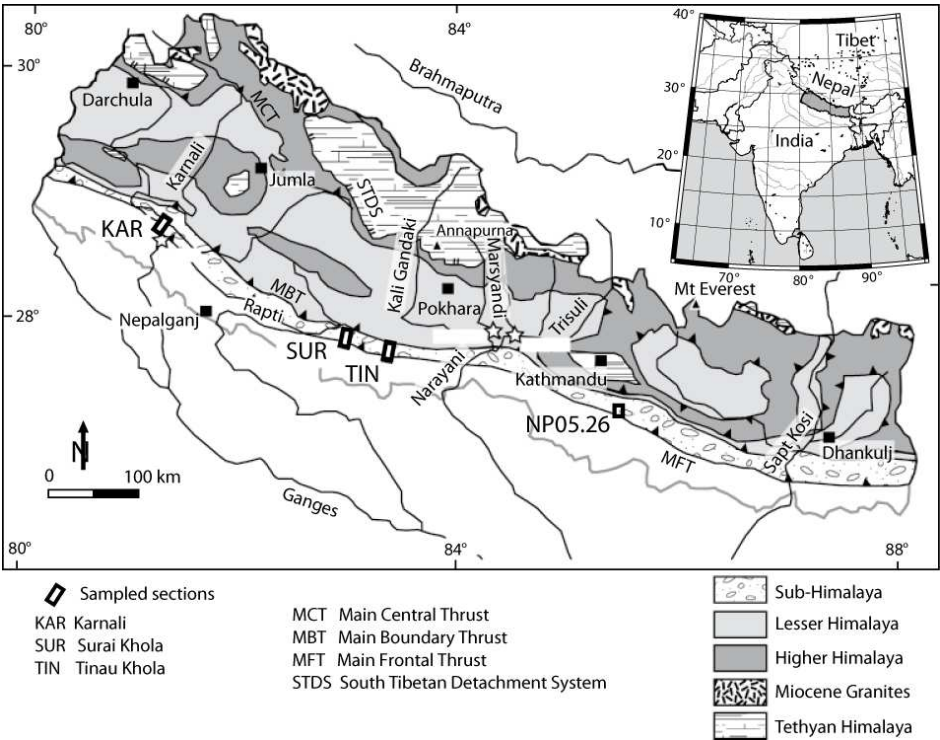 80°
84°
40°
30°
Tibet
Brahmaputra
Darchula
MCT
30°
Nepal
India
20°
Karnali
Jumla
STDS
KAR
Annapurna
10°
Kali Gandaki
Marsyandi
70°
80°
90°
MBT
Mt Everest
Pokhara
Rapti
Trisuli
28°
Nepalganj
SUR
TIN
Narayani
Kathmandu
NP05.26
Sapt Kosi
N
Dhankulj
MFT
0
100 km
Ganges
80°
84°
88°
Sampled sections
KAR Karnali
SUR Surai Khola
TIN Tinau Khola
MCT Main Central Thrust
MBT Main Boundary Thrust
MFT Main Frontal Thrust
STDS South Tibetan Detachment System
Sub-Himalaya
Lesser Himalaya
Higher Himalaya
Miocene Granites
Tethyan Himalaya